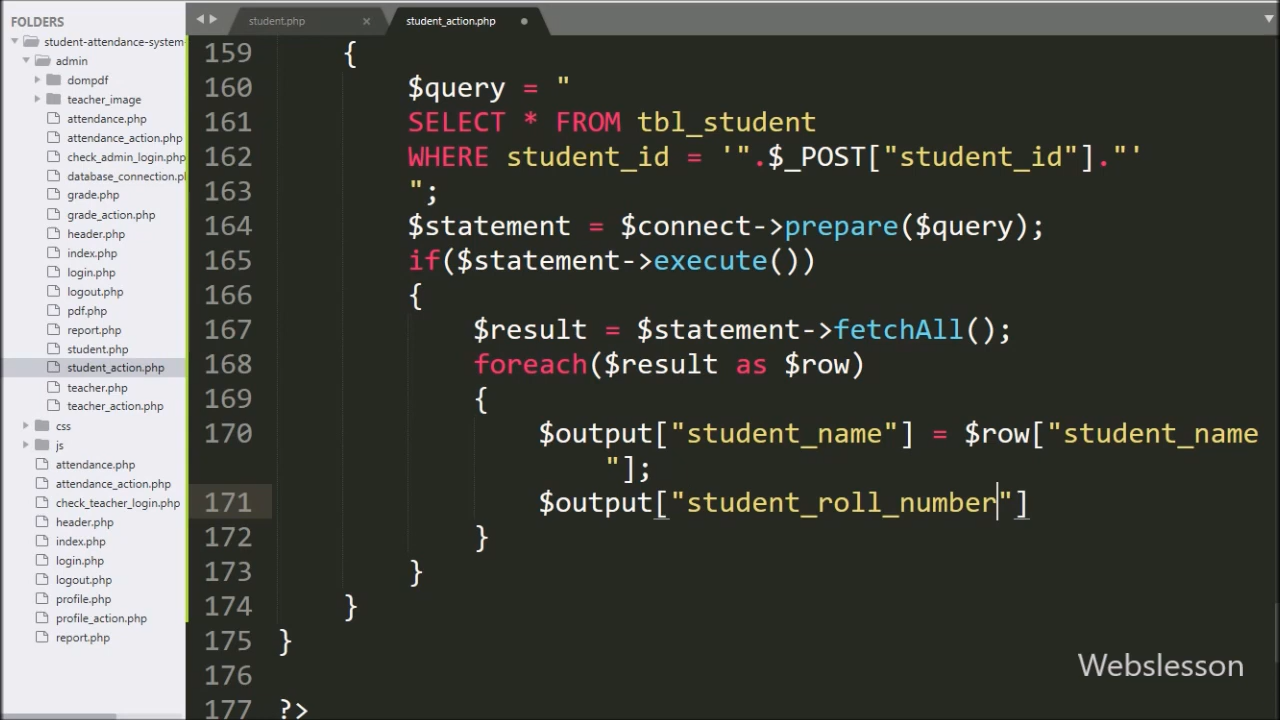 FOLDERS
student-attendance-system
admin
dompdf
teacher_image
attendance.php
attendance_action.php
check_admin_login.php
database_connection.ph
grade.php
grade_action.php
header.php
index.php
login.php
logout.php
pdf.php
report.php
student.php
student_action.php
teacher.php
teacher_action.php
css
js
attendance.php
attendance_action.php
check_teacher_login.php
header.php
index.php
login.php
logout.php
profile.php
profile_action.php
report.php
student.php ×
student_action.php
159 {
160 $query = "
161 SELECT * FROM tbl_student
162 WHERE student_id = '".$_POST["student_id"]."'
163 ";
164 $statement = $connect->prepare($query);
165 if($statement->execute())
166 {
167 $result = $statement->fetchAll();
168 foreach($result as $row)
169 {
170 $output["student_name"] = $row["student_name
"];
171 $output["student_roll_number"]
172 }
173 }
174 }
175 }
176
177 ?>
Webslesson